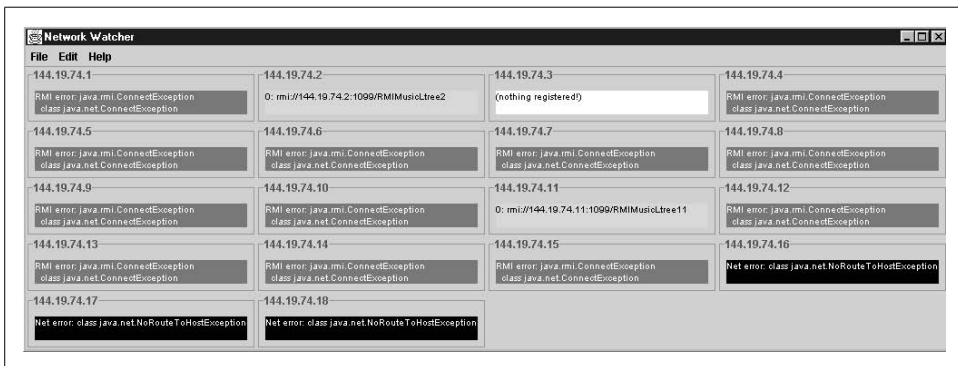 Network Watcher
File Edit Help
144.19.74.1
RMI error: java.rmi.ConnectException
class java.net.ConnectException
144.19.74.2
0: rmi://144.19.74.2:1099/RMIMusicLtree2
144.19.74.3
(nothing registered!)
144.19.74.4
RMI error: java.rmi.ConnectException
class java.net.ConnectException
144.19.74.5
RMI error: java.rmi.ConnectException
class java.net.ConnectException
144.19.74.6
RMI error: java.rmi.ConnectException
class java.net.ConnectException
144.19.74.7
RMI error: java.rmi.ConnectException
class java.net.ConnectException
144.19.74.8
RMI error: java.rmi.ConnectException
class java.net.ConnectException
144.19.74.9
RMI error: java.rmi.ConnectException
class java.net.ConnectException
144.19.74.10
RMI error: java.rmi.ConnectException
class java.net.ConnectException
144.19.74.11
0: rmi://144.19.74.11:1099/RMIMusicLtree11
144.19.74.12
RMI error: java.rmi.ConnectException
class java.net.ConnectException
144.19.74.13
RMI error: java.rmi.ConnectException
class java.net.ConnectException
144.19.74.14
RMI error: java.rmi.ConnectException
class java.net.ConnectException
144.19.74.15
RMI error: java.rmi.ConnectException
class java.net.ConnectException
144.19.74.16
Net error: class java.net.NoRouteToHostException
144.19.74.17
Net error: class java.net.NoRouteToHostException
144.19.74.18
Net error: class java.net.NoRouteToHostException